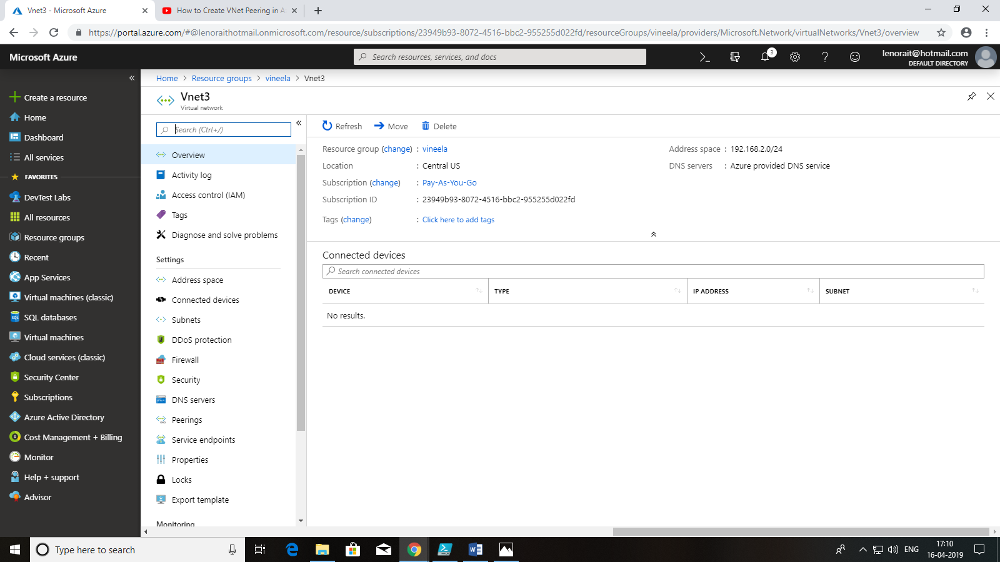 Vnet3 - Microsoft Azure
How to Create VNet Peering in A
https://portal.azure.com/#@lenoraithotmail.onmicrosoft.com/resource/subscriptions/23949b93-8072-4516-bbc2-955255d022fd/resourceGroups/vineela/providers/Microsoft.Network/virtualNetworks/Vnet3/overview
Microsoft Azure
Search resources, services, and docs
3
lenorait@hotmail.com
DEFAULT DIRECTORY
Home > Resource groups > vineela > Vnet3
Create a resource
Home
Dashboard
All services
FAVORITES
DevTest Labs
All resources
Resource groups
Recent
App Services
Virtual machines (classic)
SQL databases
Virtual machines
Cloud services (classic)
Security Center
Subscriptions
Azure Active Directory
Cost Management + Billing
Monitor
Help + support
Advisor
Vnet3
Virtual network
Search (Ctrl+/)
Overview
Activity log
Access control (IAM)
Tags
Diagnose and solve problems
Settings
Address space
Connected devices
Subnets
DDoS protection
Firewall
Security
DNS servers
Peerings
Service endpoints
Properties
Locks
Export template
Monitoring
Refresh Move Delete
Resource group (change) : vineela
Location : Central US
Subscription (change) : Pay-As-You-Go
Subscription ID : 23949b93-8072-4516-bbc2-955255d022fd
Tags (change) : Click here to add tags
Address space : 192.168.2.0/24
DNS servers : Azure provided DNS service
Connected devices
Search connected devices
DEVICE TYPE IP ADDRESS SUBNET
No results.
Type here to search
ENG
17:10
16-04-2019